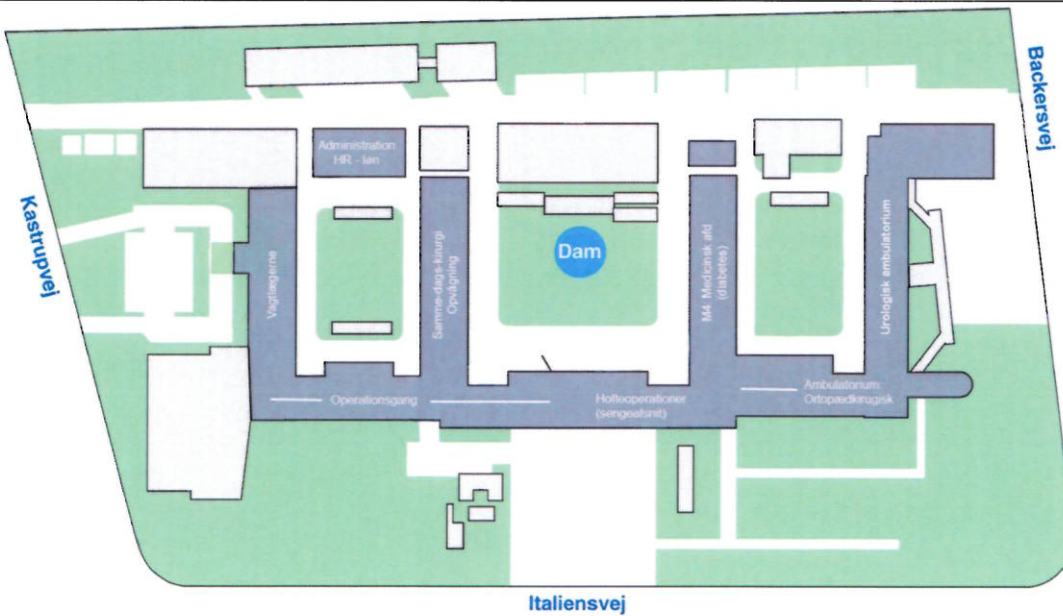 Backersvej
Administration
HR - løn
Kastrupvej
Vagtlægerne
Samme-dags-kirurgi
Opvågning
Dam
M4: Medicinsk afd
(diabetes)
Urologisk ambulatorium
Operationsgang
Hofteoperationer
(sengeafsnit)
Ambulatorium:
Ortopædkirugisk
Italiensvej